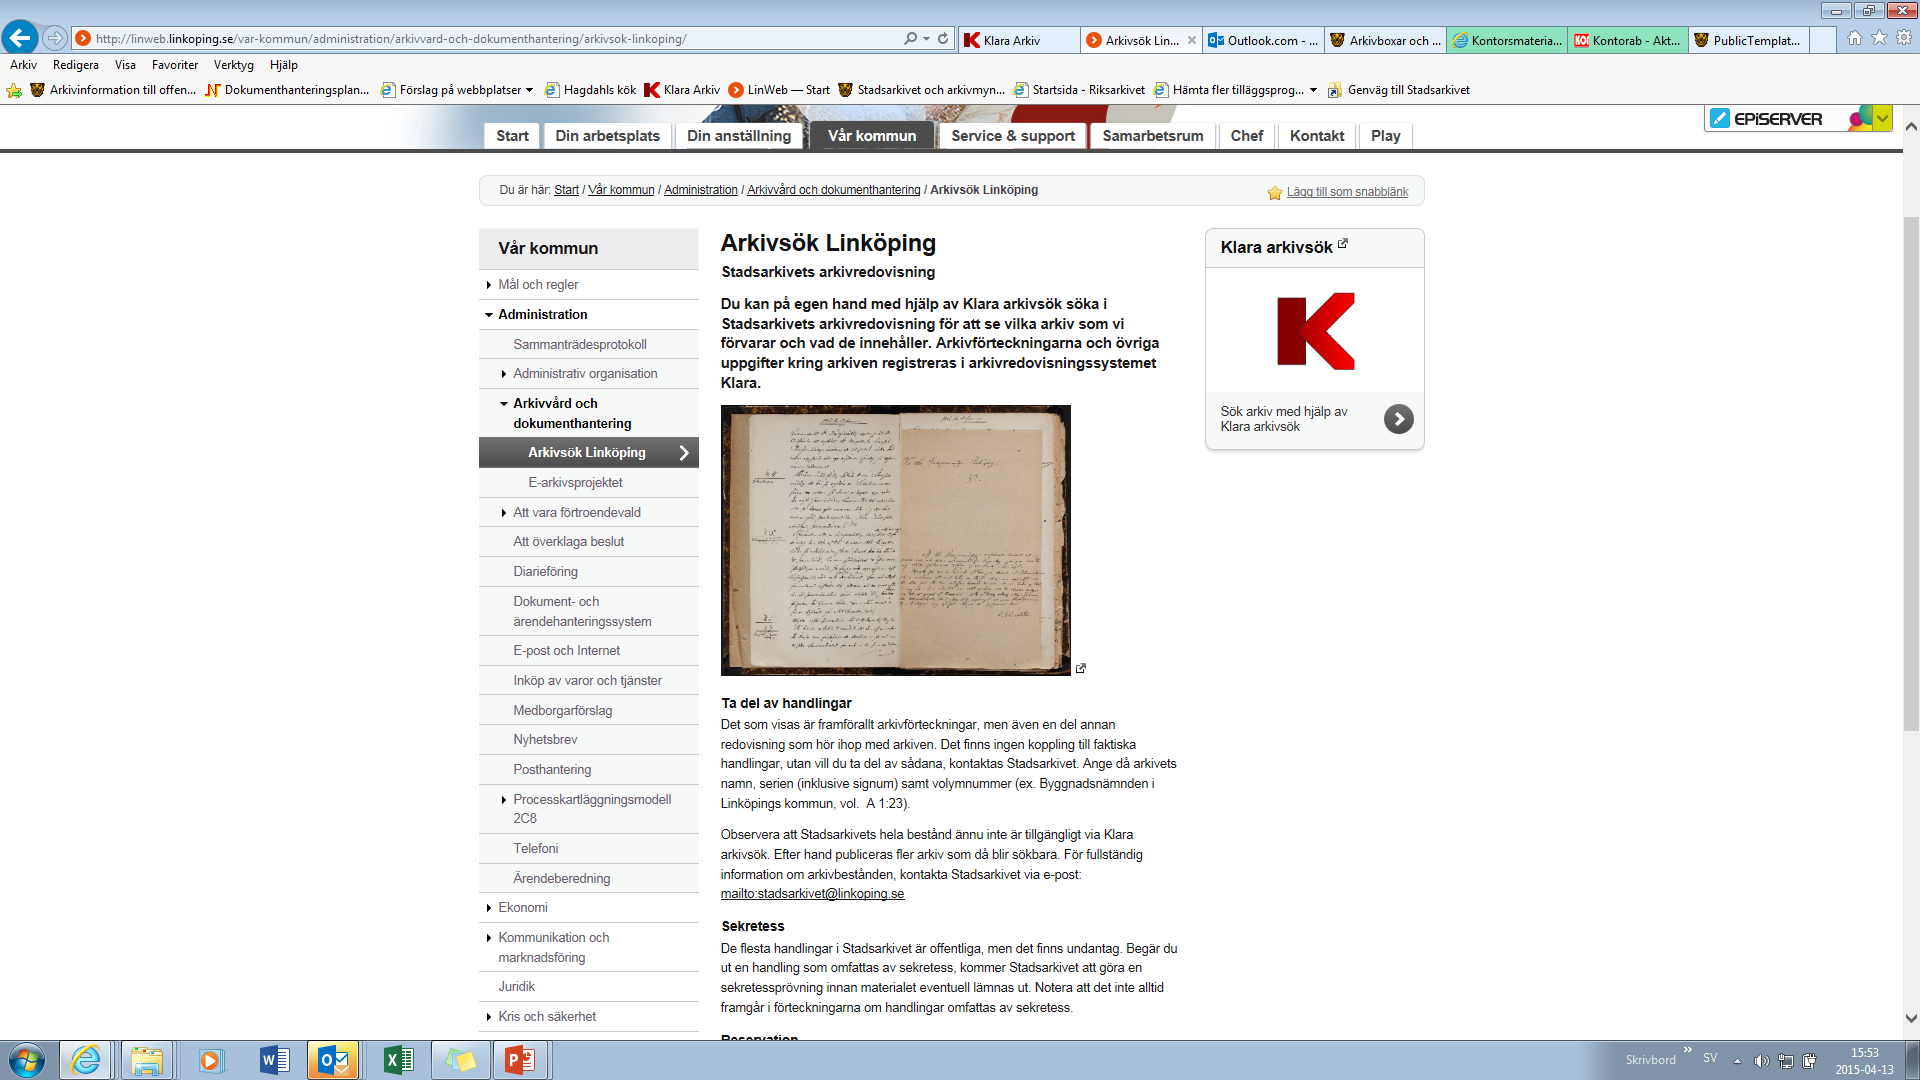 http://linweb.linkoping.se/var-kommun/administration/arkivvard-och-dokumenthantering/arkivsok-linkoping/
Klara Arkiv
Arkivsök Lin...
Outlook.com - ...
Arkivboxar och ...
Kontorsmateria...
Kontorab - Akt...
PublicTemplat...
Arkiv Redigera Visa Favoriter Verktyg Hjälp
Arkivinformation till offen... Dokumenthanteringsplan... Förslag på webbplatser Hagdahls kök Klara Arkiv LinWeb — Start Stadsarkivet och arkivmyn... Startsida - Riksarkivet Hämta fler tilläggsprog... Genväg till Stadsarkivet
EPiSERVER
Start Din arbetsplats Din anställning Vår kommun Service & support Samarbetsrum Chef Kontakt Play
Du är här: Start / Vår kommun / Administration / Arkivvård och dokumenthantering / Arkivsök Linköping
Lägg till som snabblänk
Vår kommun
Mål och regler
Administration
Sammanträdesprotokoll
Administrativ organisation
Arkivvård och
dokumenthantering
Arkivsök Linköping
E-arkivsprojektet
Att vara förtroendevald
Att överklaga beslut
Diarieföring
Dokument- och
ärendehanteringssystem
E-post och Internet
Inköp av varor och tjänster
Medborgarförslag
Nyhetsbrev
Posthantering
Processkartläggningsmodell
2C8
Telefoni
Ärendeberedning
Ekonomi
Kommunikation och
marknadsföring
Juridik
Kris och säkerhet
Arkivsök Linköping
Stadsarkivets arkivredovisning
Du kan på egen hand med hjälp av Klara arkivsök söka i
Stadsarkivets arkivredovisning för att se vilka arkiv som vi
förvarar och vad de innehåller. Arkivförteckningarna och övriga
uppgifter kring arkiven registreras i arkivredovisningssystemet
Klara.
Ta del av handlingar
Det som visas är framförallt arkivförteckningar, men även en del annan
redovisning som hör ihop med arkiven. Det finns ingen koppling till faktiska
handlingar, utan vill du ta del av sådana, kontaktas Stadsarkivet. Ange då arkivets
namn, serien (inklusive signum) samt volymnummer (ex. Byggnadsnämnden i
Linköpings kommun, vol. A 1:23).
Observera att Stadsarkivets hela bestånd ännu inte är tillgängligt via Klara
arkivsök. Efter hand publiceras fler arkiv som då blir sökbara. För fullständig
information om arkivbestånden, kontakta Stadsarkivet via e-post:
mailto:stadsarkivet@linkoping.se
Sekretess
De flesta handlingar i Stadsarkivet är offentliga, men det finns undantag. Begär du
ut en handling som omfattas av sekretess, kommer Stadsarkivet att göra en
sekretessprövning innan materialet eventuell lämnas ut. Notera att det inte alltid
framgår i förteckningarna om handlingar omfattas av sekretess.
Reservation
Klara arkivsök
K
Sök arkiv med hjälp av
Klara arkivsök
Skrivbord
SV
15:53
2015-04-13